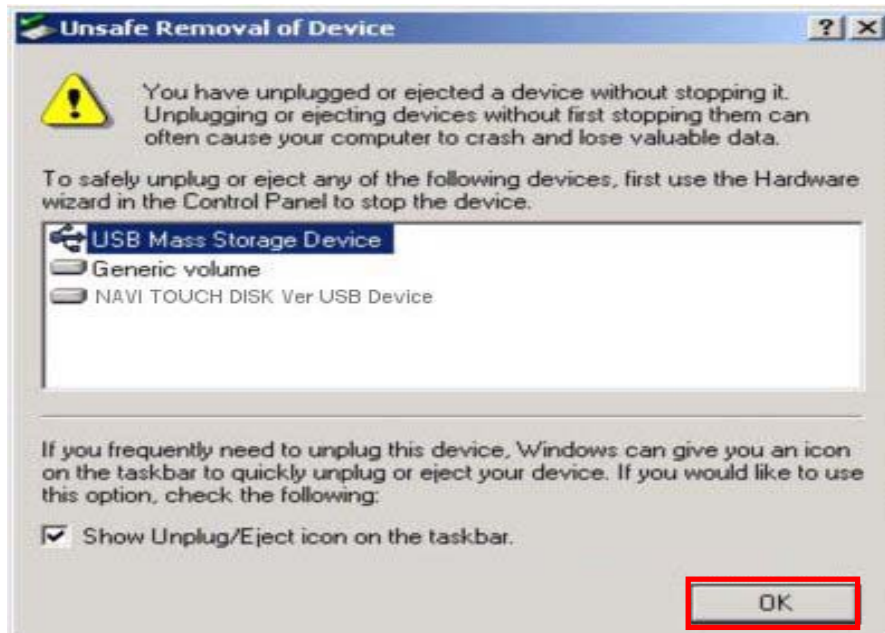 Unsafe Removal of Device
You have unplugged or ejected a device without stopping it.
Unplugging or ejecting devices without first stopping them can
often cause your computer to crash and lose valuable data.
To safely unplug or eject any of the following devices, first use the Hardware
wizard in the Control Panel to stop the device.
USB Mass Storage Device
Generic volume
NAVI TOUCH DISK Ver USB Device
If you frequently need to unplug this device, Windows can give you an icon
on the taskbar to quickly unplug or eject your device. If you would like to use
this option, check the following:
Show Unplug/Eject icon on the taskbar.
OK